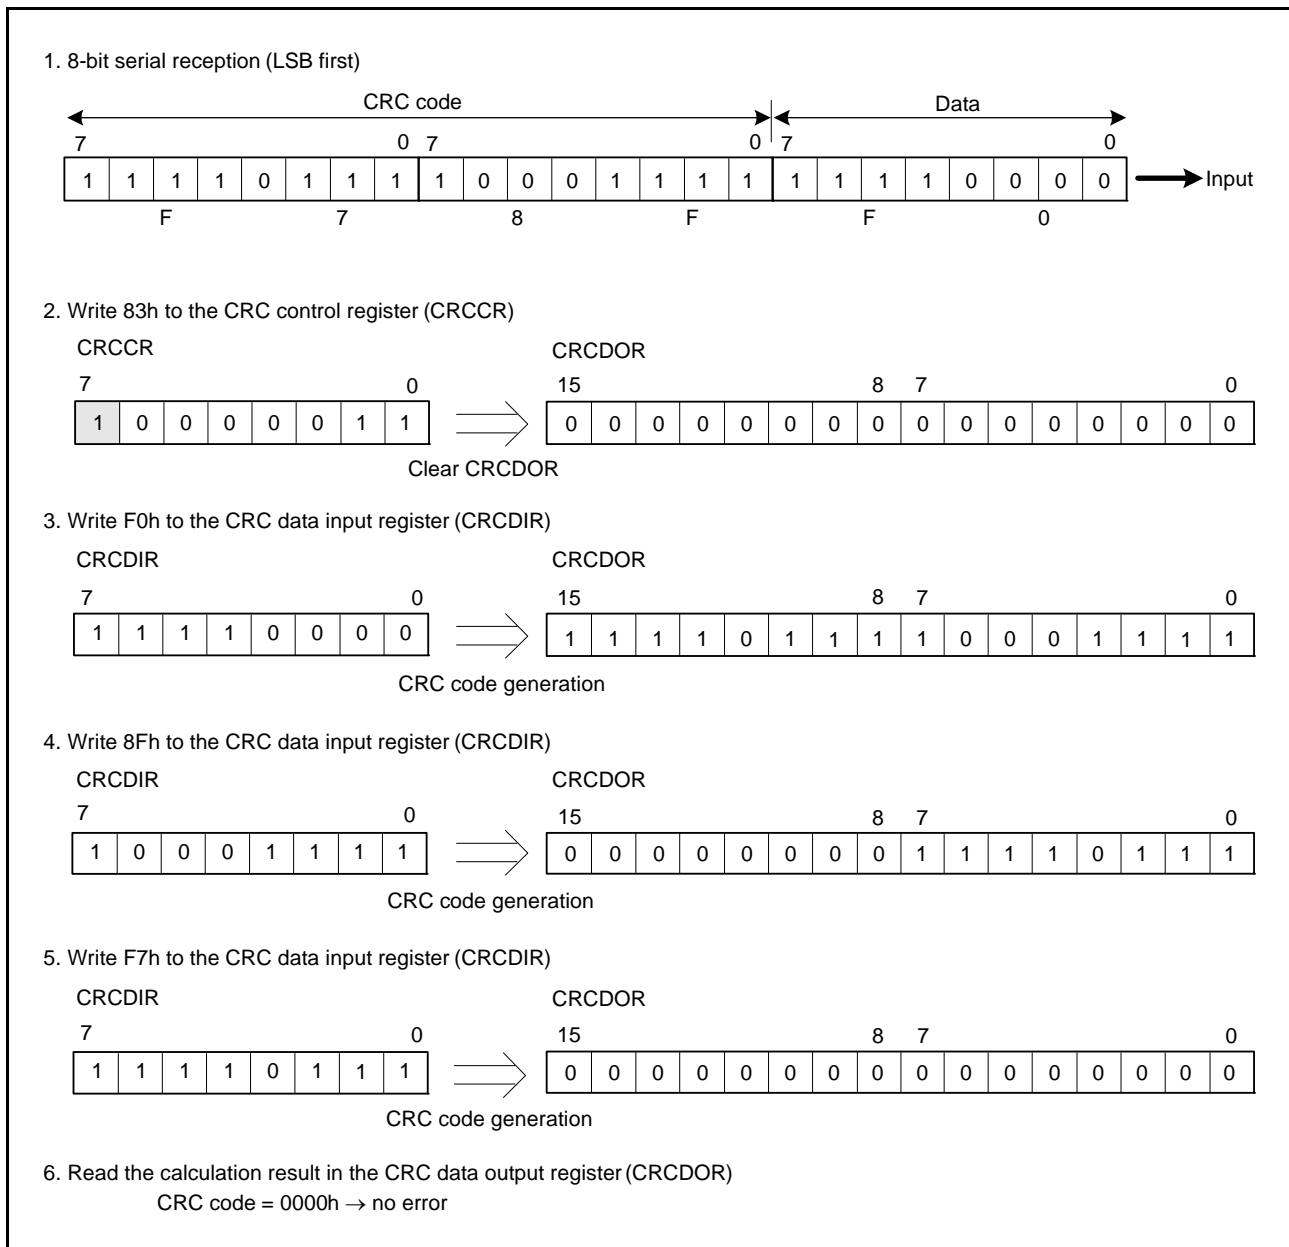 1. 8-bit serial reception (LSB first)
CRC code Data
7 0 7 0 7 0
1 1 1 1 0 1 1 1 1 0 0 0 1 1 1 1 1 1 1 1 0 0 0 0 Input
F 7 8 F F 0
2. Write 83h to the CRC control register (CRCCR)
CRCCR CRCDOR
7 0 15 8 7 0
1 0 0 0 0 0 1 1 0 0 0 0 0 0 0 0 0 0 0 0 0 0 0 0
Clear CRCDOR
3. Write F0h to the CRC data input register (CRCDIR)
CRCDIR CRCDOR
7 0 15 8 7 0
1 1 1 1 0 0 0 0 1 1 1 1 0 1 1 1 1 0 0 0 1 1 1 1
CRC code generation
4. Write 8Fh to the CRC data input register (CRCDIR)
CRCDIR CRCDOR
7 0 15 8 7 0
1 0 0 0 1 1 1 1 0 0 0 0 0 0 0 0 1 1 1 1 0 1 1 1
CRC code generation
5. Write F7h to the CRC data input register (CRCDIR)
CRCDIR CRCDOR
7 0 15 8 7 0
1 1 1 1 0 1 1 1 0 0 0 0 0 0 0 0 0 0 0 0 0 0 0 0
CRC code generation
6. Read the calculation result in the CRC data output register (CRCDOR)
CRC code = 0000h → no error